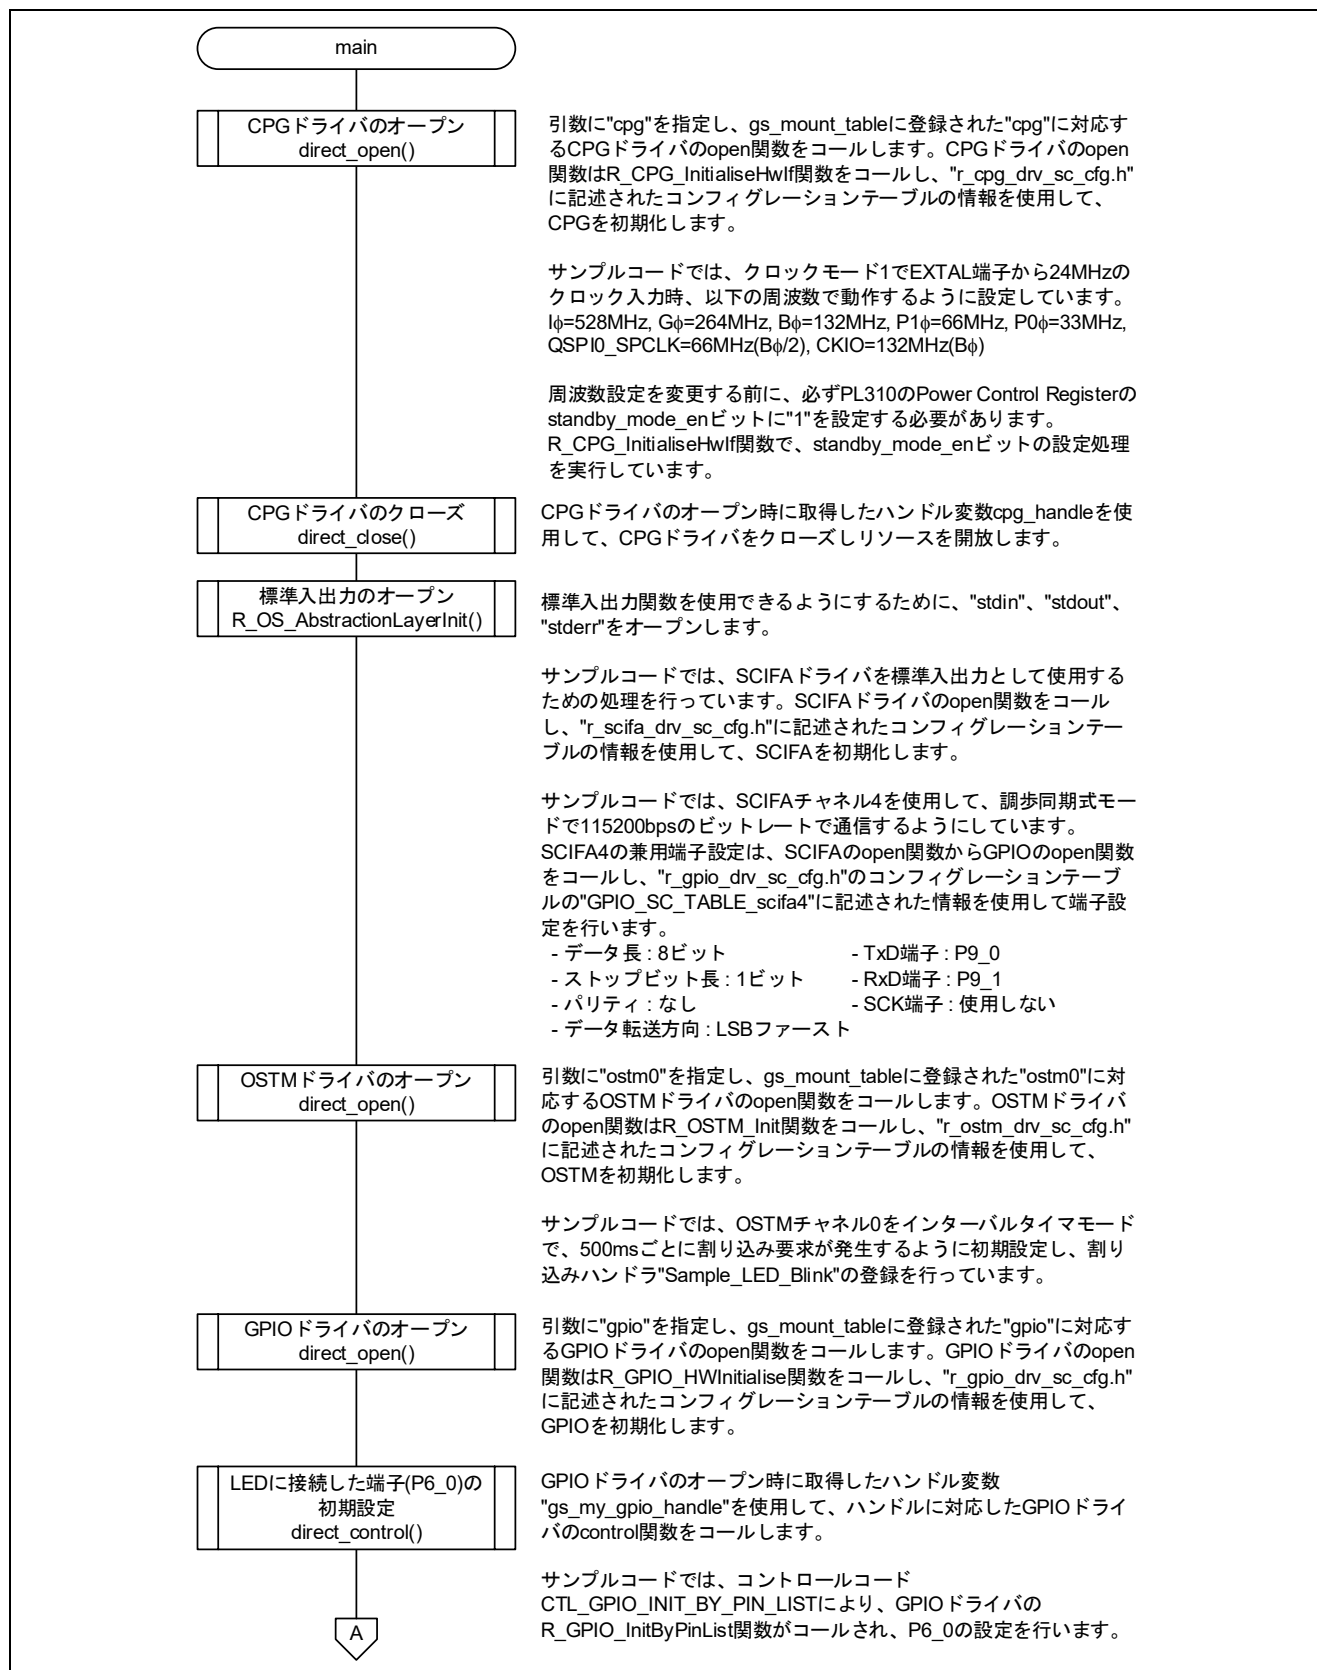 main
CPGドライバのオープン
direct_open()
引数に"cpg"を指定し、gs_mount_tableに登録された"cpg"に対応す
るCPGドライバのopen関数をコールします。CPGドライバのopen
関数はR_CPG_InitialiseHwIf関数をコールし、"r_cpg_drv_sc_cfg.h"
に記述されたコンフィグレーションテーブルの情報を使用して、
CPGを初期化します。
サンプルコードでは、クロックモード1でEXTAL端子から24MHzの
クロック入力時、以下の周波数で動作するように設定しています。
Iϕ=528MHz, Gϕ=264MHz, Bϕ=132MHz, P1ϕ=66MHz, P0ϕ=33MHz,
QSPI0_SPCLK=66MHz(Bϕ/2), CKIO=132MHz(Bϕ)
周波数設定を変更する前に、必ずPL310のPower Control Registerの
standby_mode_enビットに"1"を設定する必要があります。
R_CPG_InitialiseHwIf関数で、standby_mode_enビットの設定処理
を実行しています。
CPGドライバのクローズ
direct_close()
CPGドライバのオープン時に取得したハンドル変数cpg_handleを使
用して、CPGドライバをクローズしリソースを開放します。
標準入出力のオープン
R_OS_AbstractionLayerInit()
標準入出力関数を使用できるようにするために、"stdin"、"stdout"、
"stderr"をオープンします。
サンプルコードでは、SCIFAドライバを標準入出力として使用する
ための処理を行っています。SCIFAドライバのopen関数をコール
し、"r_scifa_drv_sc_cfg.h"に記述されたコンフィグレーションテー
ブルの情報を使用して、SCIFAを初期化します。
サンプルコードでは、SCIFAチャネル4を使用して、調歩同期式モー
ドで115200bpsのビットレートで通信するようにしています。
SCIFA4の兼用端子設定は、SCIFAのopen関数からGPIOのopen関数
をコールし、"r_gpio_drv_sc_cfg.h"のコンフィグレーションテーブ
ルの"GPIO_SC_TABLE_scifa4"に記述された情報を使用して端子設
定を行います。
- データ長 : 8ビット - TxD端子 : P9_0
- ストップビット長 : 1ビット - RxD端子 : P9_1
- パリティ : なし - SCK端子 : 使用しない
- データ転送方向 : LSBファースト
OSTMドライバのオープン
direct_open()
引数に"ostm0"を指定し、gs_mount_tableに登録された"ostm0"に対
応するOSTMドライバのopen関数をコールします。OSTMドライバ
のopen関数はR_OSTM_Init関数をコールし、"r_ostm_drv_sc_cfg.h"
に記述されたコンフィグレーションテーブルの情報を使用して、
OSTMを初期化します。
サンプルコードでは、OSTMチャネル0をインターバルタイマモード
で、500msごとに割り込み要求が発生するように初期設定し、割り
込みハンドラ"Sample_LED_Blink"の登録を行っています。
GPIOドライバのオープン
direct_open()
引数に"gpio"を指定し、gs_mount_tableに登録された"gpio"に対応す
るGPIOドライバのopen関数をコールします。GPIOドライバのopen
関数はR_GPIO_HWInitialise関数をコールし、"r_gpio_drv_sc_cfg.h"
に記述されたコンフィグレーションテーブルの情報を使用して、
GPIOを初期化します。
LEDに接続した端子(P6_0)の
初期設定
direct_control()
GPIOドライバのオープン時に取得したハンドル変数
"gs_my_gpio_handle"を使用して、ハンドルに対応したGPIOドライ
バのcontrol関数をコールします。
サンプルコードでは、コントロールコード
CTL_GPIO_INIT_BY_PIN_LISTにより、GPIOドライバの
R_GPIO_InitByPinList関数がコールされ、P6_0の設定を行います。
A